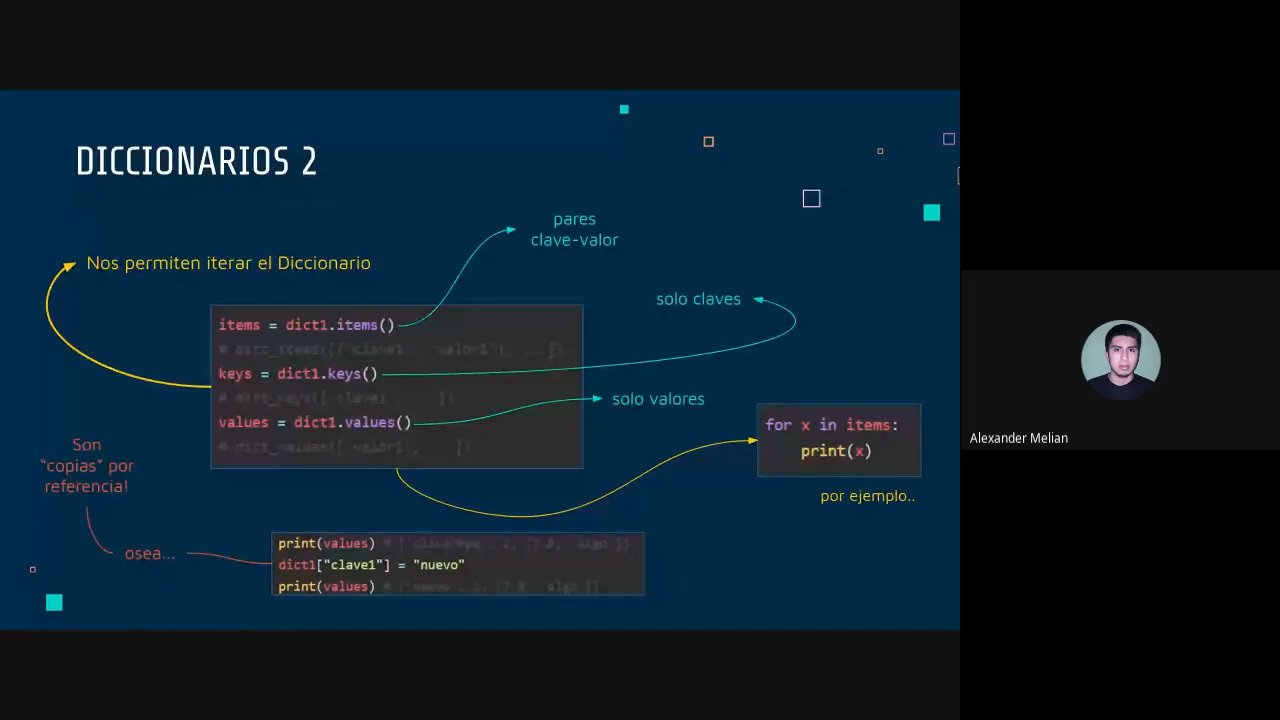 DICCIONARIOS 2
pares
clave-valor
Nos permiten iterar el Diccionario
solo claves
items = dict1.items()
keys = dict1.keys()
values = dict1.values()
solo valores
for x in items:
print(x)
por ejemplo..
Son
"copias" por
referencia!
osea...
print(values)
dict1["clave1"] = "nuevo"
print(values)
Alexander Melian